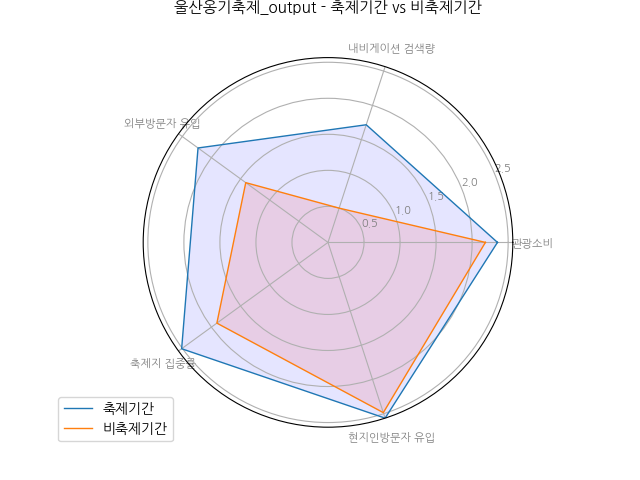 울산옹기축제_output - 축제기간 vs 비축제기간
내비게이션 검색량
외부방문자 유입
2.5
2.0
1.5
1.0
0.5
관광소비
축제지 집중률
현지인방문자 유입
축제기간
비축제기간